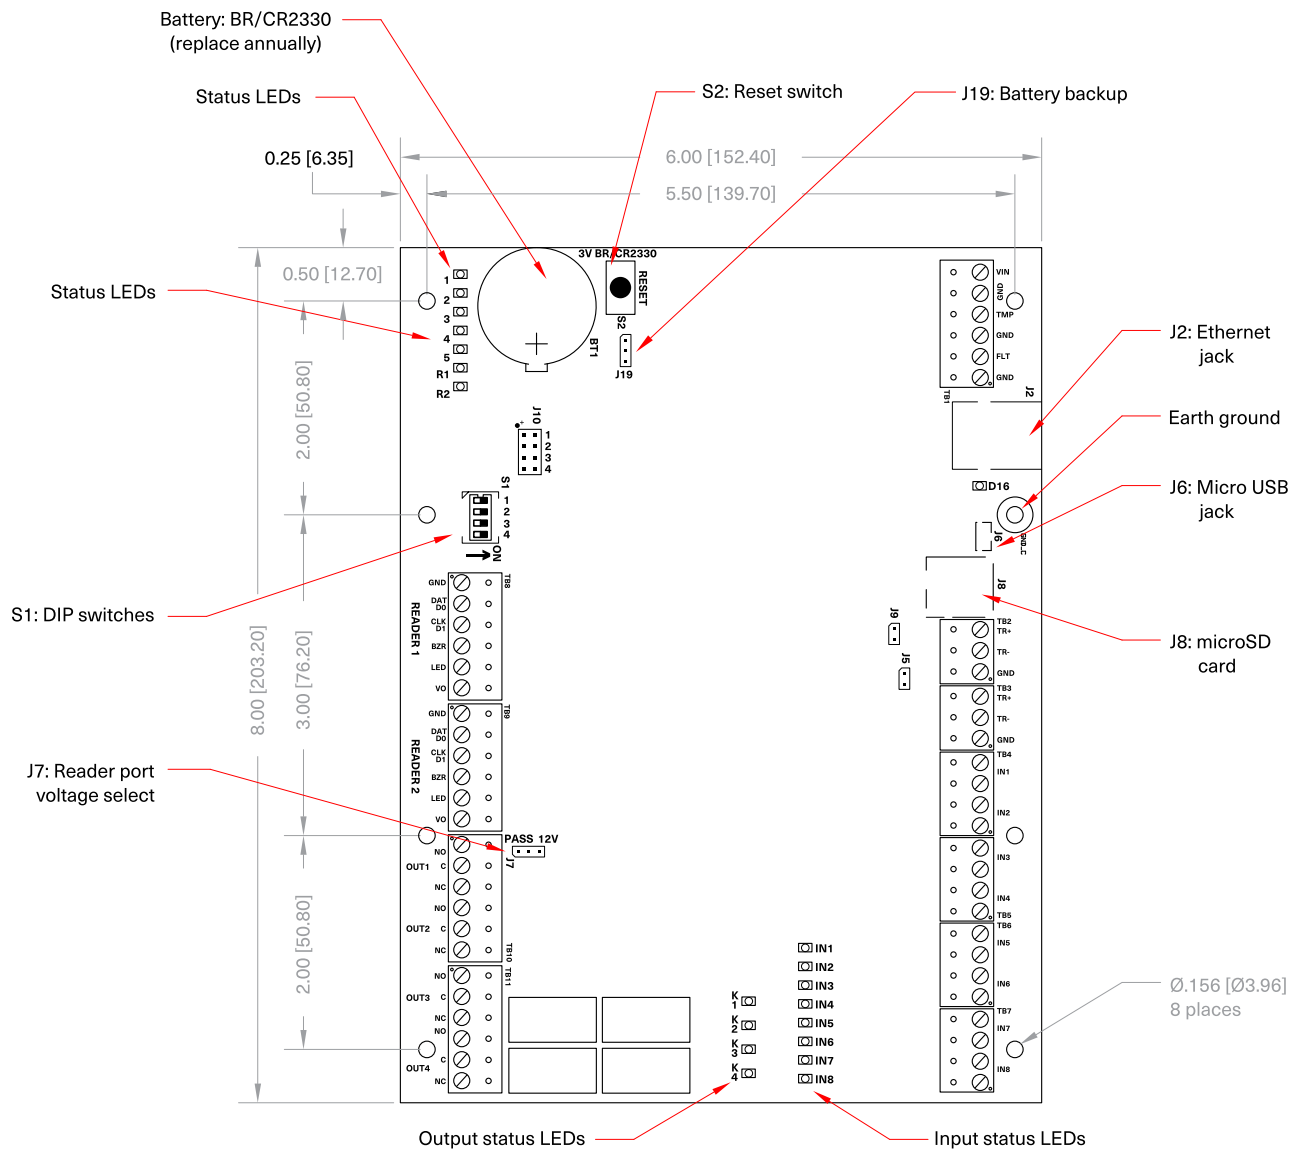 Battery: BR/CR2330
(replace annually)
Status LEDs
S2: Reset switch
J19: Battery backup
0.25 [6.35]
6.00 [152.40]
5.50 [139.70]
0.50 [12.70]
Status LEDs
3V BR/CR2330
RESET
S2
BT1
J19
1
2
3
4
5
R1
R2
VIN
GND
TMP
GND
FLT
GND
TB1
J2
J2: Ethernet
jack
Earth ground
J6: Micro USB
jack
2.00 [50.80]
J10
1
2
3
4
S1
1
2
3
4
ON
D16
J6
GND_C
J8
S1: DIP switches
J8: microSD
card
8.00 [203.20]
3.00 [76.20]
READER 1
GND
DAT
D0
CLK
D1
BZR
LED
VO
TB8
READER 2
GND
DAT
D0
CLK
D1
BZR
LED
VO
TB9
J9
J5
TB2
TR+
TR-
GND
TB3
TR+
TR-
GND
TB4
IN1
IN2
IN3
IN4
TB5
TB6
IN5
IN6
TB7
IN7
IN8
J7: Reader port
voltage select
PASS 12V
J7
NO
OUT1 C
NC
NO
OUT2 C
NC
TB10
2.00 [50.80]
NO
OUT3 C
NC
NO
C
OUT4
NC
TB11
K
1
K
2
K
3
K
4
IN1
IN2
IN3
IN4
IN5
IN6
IN7
IN8
Ø.156 [Ø3.96]
8 places
Output status LEDs
Input status LEDs